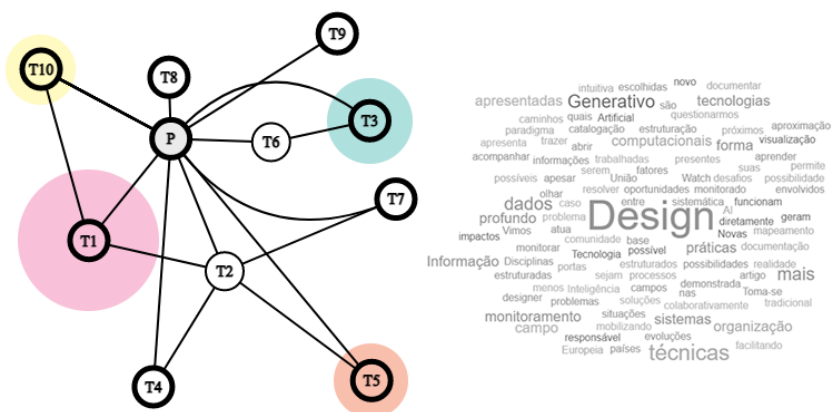 T9
T10
T8
P
T3
T6
T7
T1
T2
T5
T4
intuitiva escolhidas novo documentar
apresentadas Generativo são tecnologias
caminhos quais Artificial questionarmos
paradigma catalogação estruturação próximos aproximação
apresenta trazer abrir computacionais forma visualização
acompanhar informações trabalhadas presentes aprender
serem fatores suas permite
possíveis apesar União Watch desafios possibilidade
olhar resolver oportunidades monitorado envolvidos
dados caso entre sistemática funcionam
Design AI
profundo problema diretamente geram
impactos Vimos atua Novas mapeamento
comunidade base
monitorar Tecnologia possível práticas documentação
Informação Disciplinas portas estruturados possibilidades realidade
estruturadas sejam processos artigo mais
menos Inteligência campos nas demonstrada Toma-se
designer problemas soluções colaborativamente tradicional
monitoramento situações sistemas
campo mobilizando organização
responsável evoluções
Europeia países técnicas facilitando